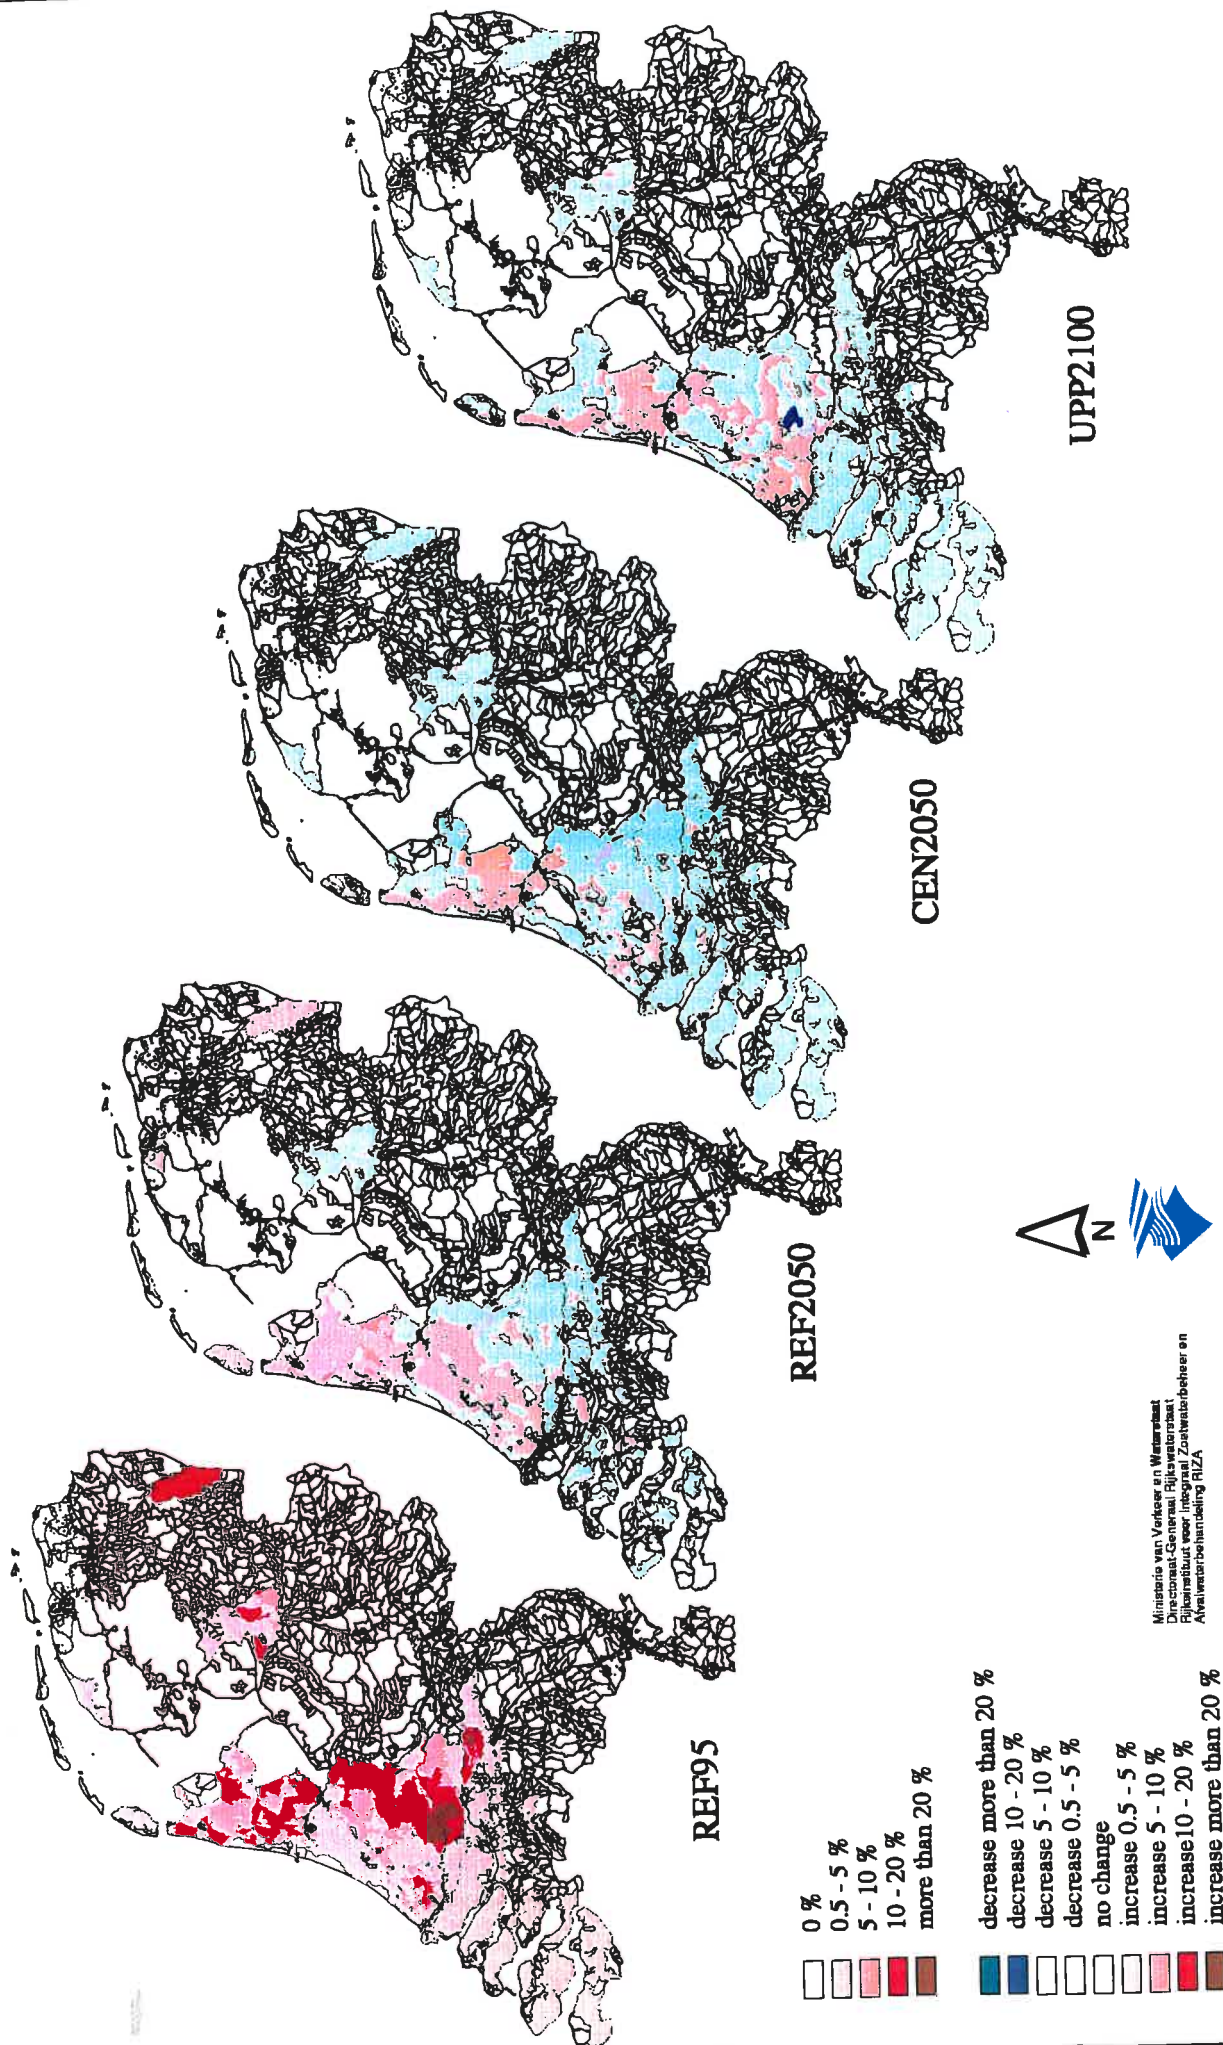 REF95
REF2050
CEN2050
UPP2100
0 %
0.5 - 5 %
5 - 10 %
10 - 20 %
more than 20 %
decrease more than 20 %
decrease 10 - 20 %
decrease 5 - 10 %
decrease 0.5 - 5 %
no change
increase 0.5 - 5 %
increase 5 - 10 %
increase10 - 20 %
increase more than 20 %
Ministerie van Verkeer en Waterstaat
Directoraat-Generaal Rijkswaterstaat
Rijksinstituut voor Integraal Zoetwaterbeheer en
Afvalwaterbehandeling RIZA
N